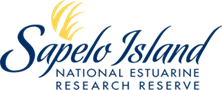 Sapelo Island
NATIONAL ESTUARINE
RESEARCH RESERVE